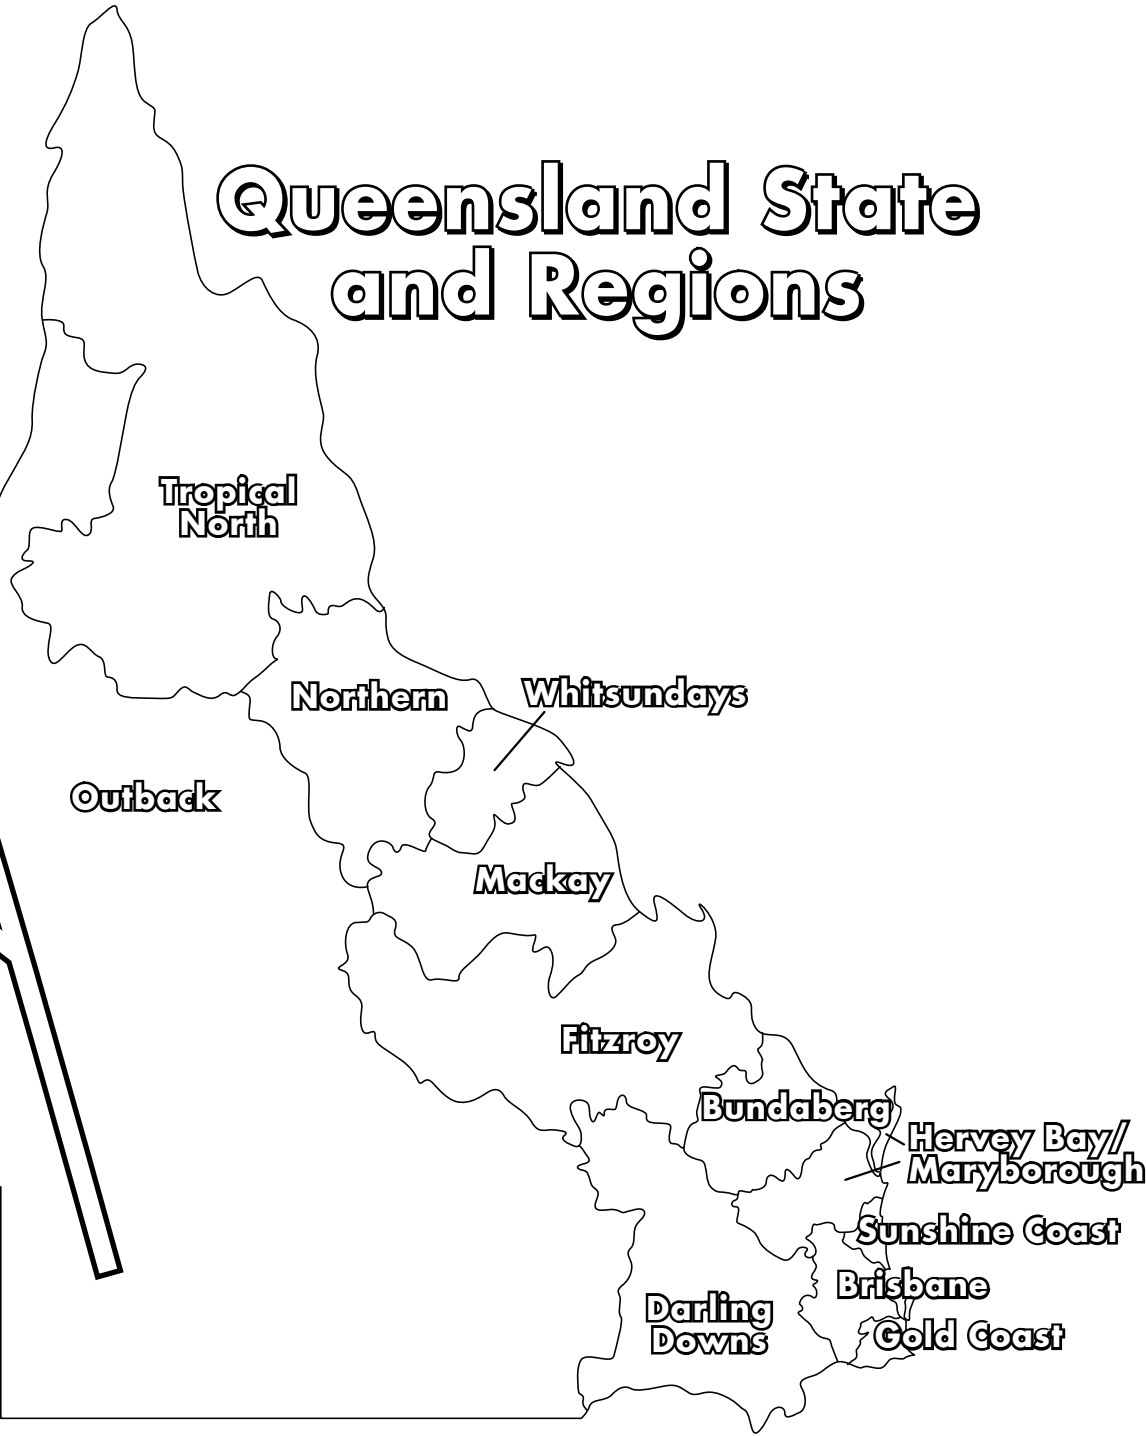 Queensland State
and Regions
Tropical
North
Northern
Whitsundays
Outback
Mackay
Fitzroy
Bundaberg
Hervey Bay/
Maryborough
Sunshine Coast
Brisbane
Darling
Downs
Gold Coast